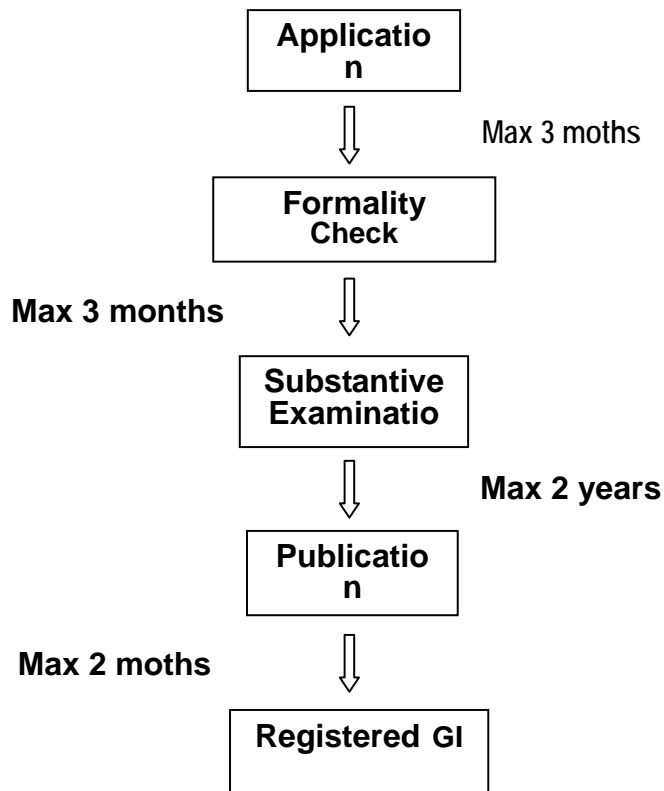 Applicatio
n
Max 3 moths
Formality
Check
Max 3 months
Substantive
Examinatio
Max 2 years
Publicatio
n
Max 2 moths
Registered GI